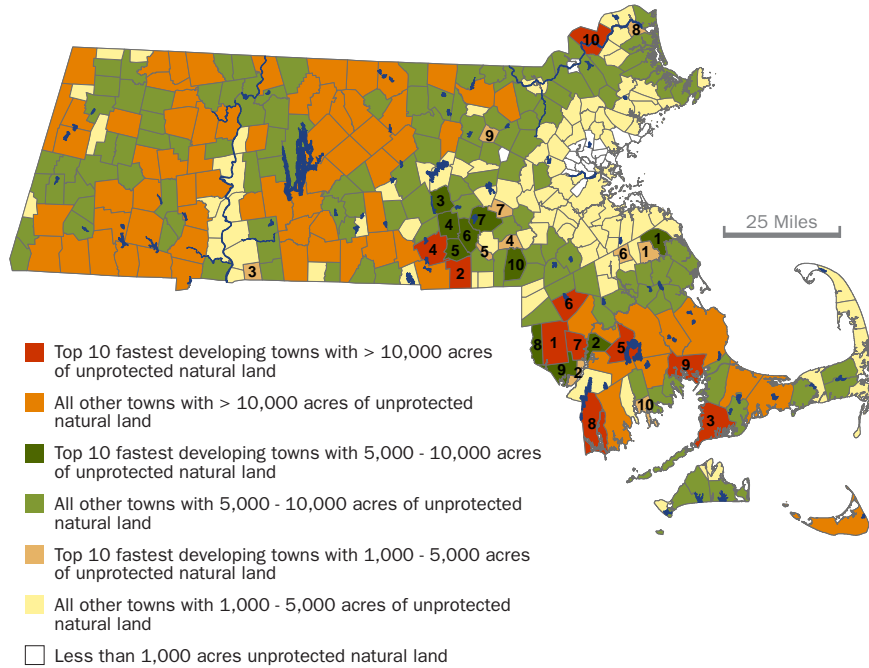 10
8
9
3
7
4
7
6
4
5
5
4
10
2
3
1
1
6
25 Miles
6
8
1
7
2
5
9
2
9
10
8
3
Top 10 fastest developing towns with > 10,000 acres
of unprotected natural land
All other towns with > 10,000 acres of unprotected
natural land
Top 10 fastest developing towns with 5,000 - 10,000 acres
of unprotected natural land
All other towns with 5,000 - 10,000 acres of unprotected
natural land
Top 10 fastest developing towns with 1,000 - 5,000 acres
of unprotected natural land
All other towns with 1,000 - 5,000 acres of unprotected
natural land
Less than 1,000 acres unprotected natural land